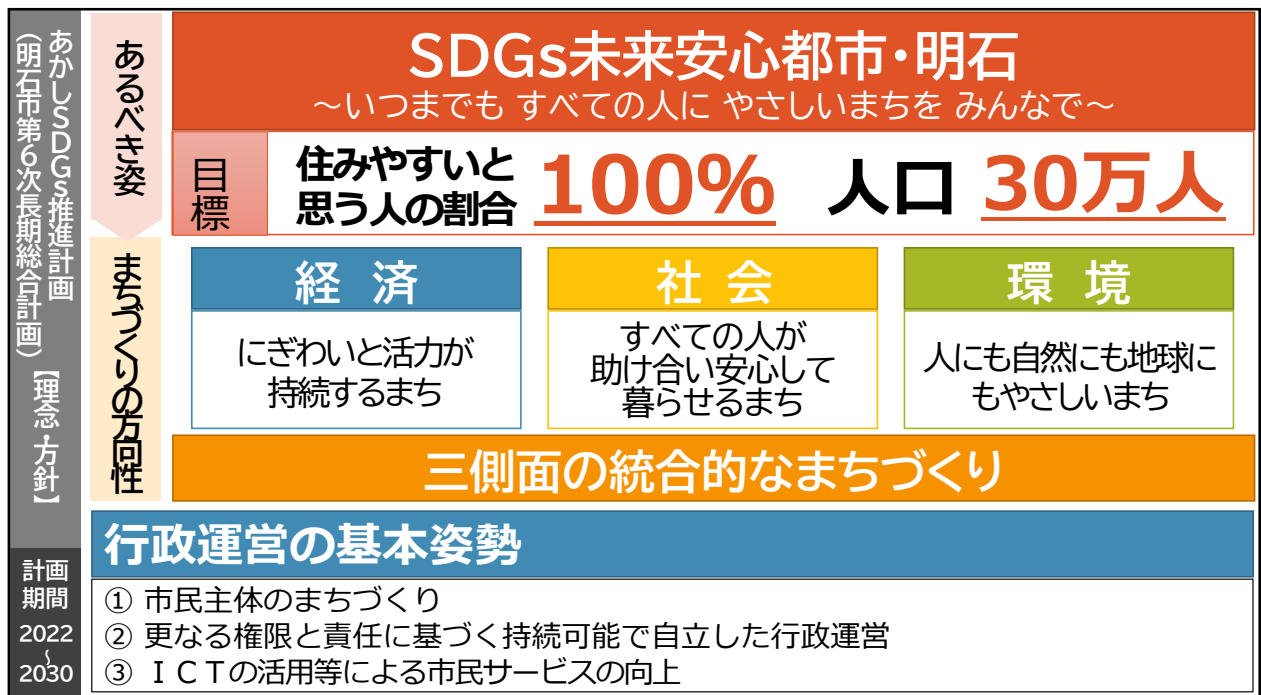 あかしSDGs推進計画
(明石市第6次長期総合計画)【理念・方針】
計画
期間
2022
~
2030
あるべき姿
SDGs未来安心都市・明石
～いつまでも すべての人に やさしいまちを みんなで～
目
標
住みやすいと
思う人の割合
100%
人口 30万人
まちづくりの方向性
経 済
にぎわいと活力が
持続するまち
社 会
すべての人が
助け合い安心して
暮らせるまち
環 境
人にも自然にも地球に
もやさしいまち
三側面の統合的なまちづくり
行政運営の基本姿勢
① 市民主体のまちづくり
② 更なる権限と責任に基づく持続可能で自立した行政運営
③ ＩＣＴの活用等による市民サービスの向上